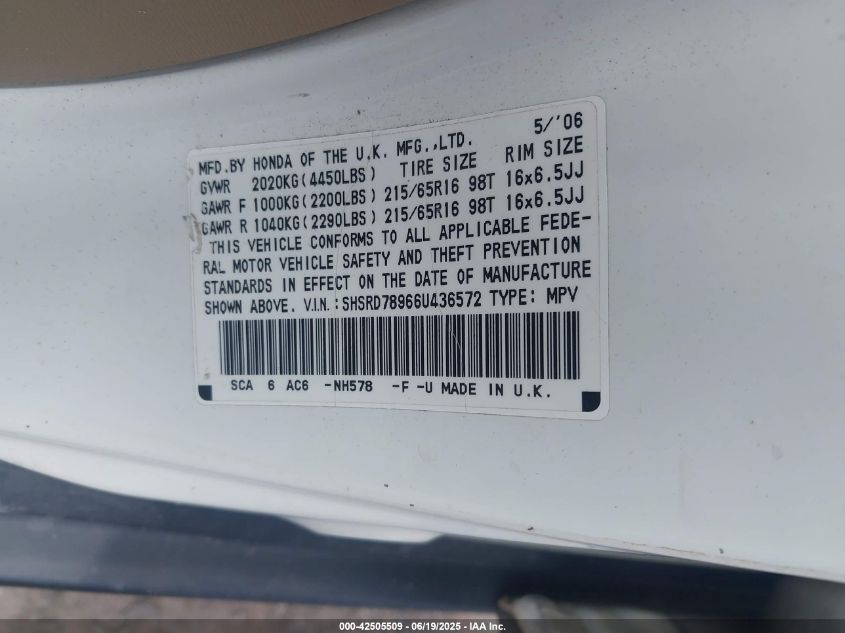 5/'06
MFD.BY HONDA OF THE U.K. MFG.,LTD.
GVWR 2020KG(4450LBS) TIRE SIZE RIM SIZE
GAWR F 1000KG(2200LBS) 215/65R16 98T 16x6.5JJ
GAWR R 1040KG(2290LBS) 215/65R16 98T 16x6.5JJ
THIS VEHICLE CONFORMS TO ALL APPLICABLE FEDE-
RAL MOTOR VEHICLE SAFETY AND THEFT PREVENTION
STANDARDS IN EFFECT ON THE DATE OF MANUFACTURE
SHOWN ABOVE. V.I.N.:SHSRD78966U436572 TYPE: MPV
SCA 6 AC6 -NH578 -F -U MADE IN U.K.
000-42505509 - 06/19/2025 - IAA Inc.